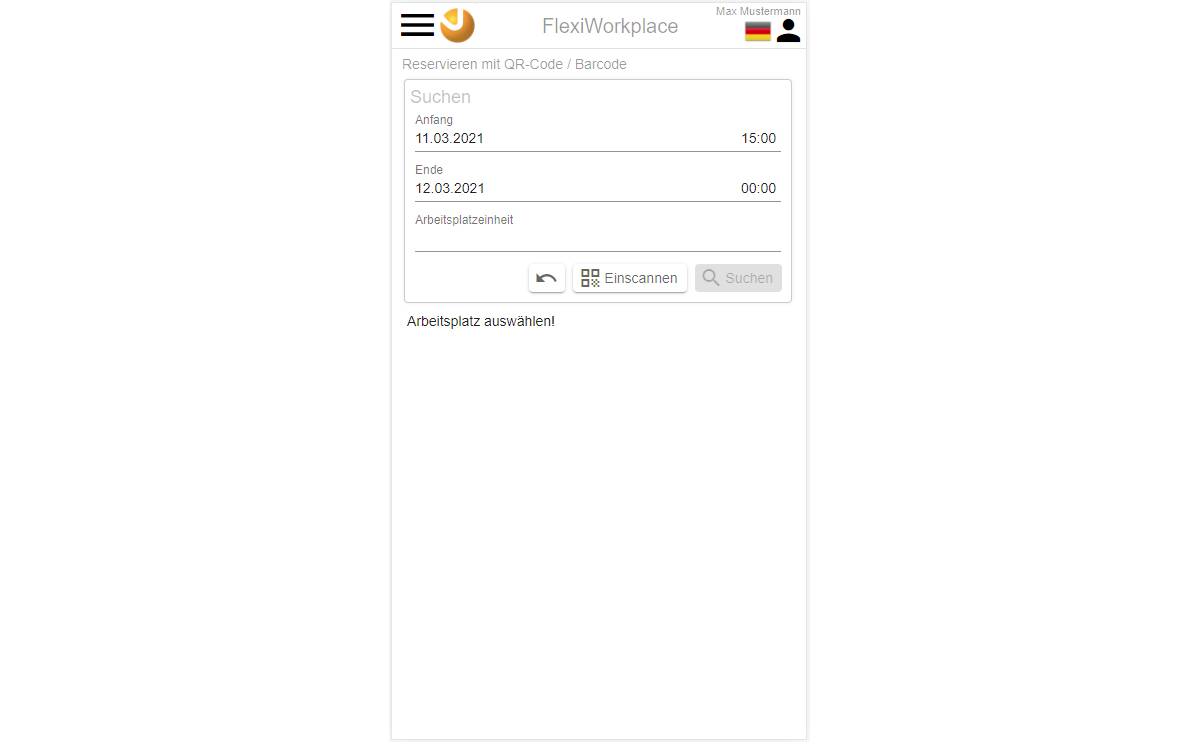 Max Mustermann
FlexiWorkplace
Reservieren mit QR-Code / Barcode
Suchen
Anfang
11.03.2021 15:00
Ende
12.03.2021 00:00
Arbeitsplatzeinheit
Einscannen Suchen
Arbeitsplatz auswählen!